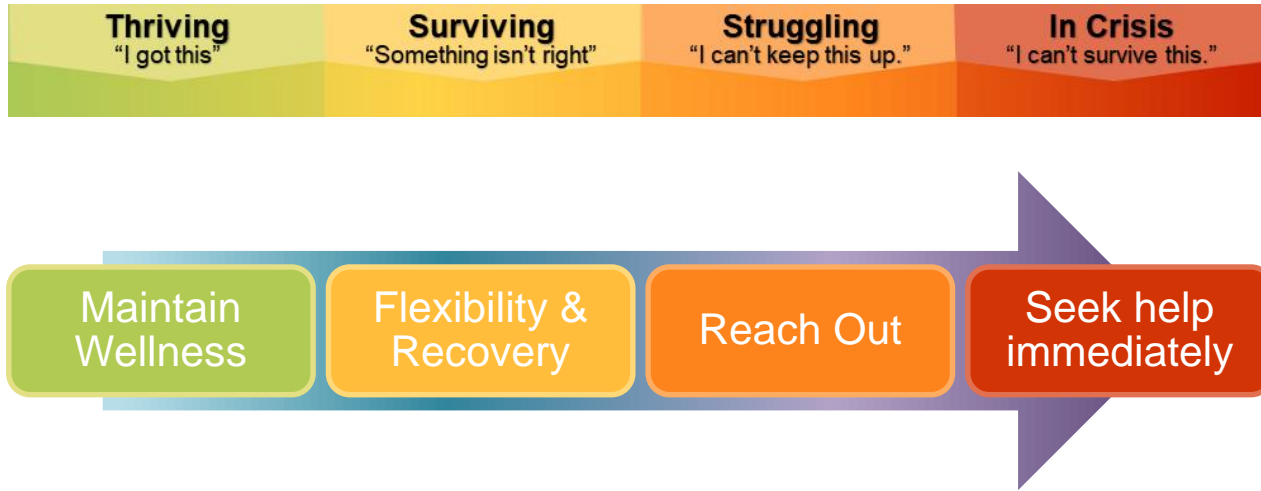 Thriving
"I got this"
Surviving
"Something isn't right"
Struggling
"I can't keep this up."
In Crisis
"I can't survive this."
Maintain
Wellness
Flexibility &
Recovery
Reach Out
Seek help
immediately